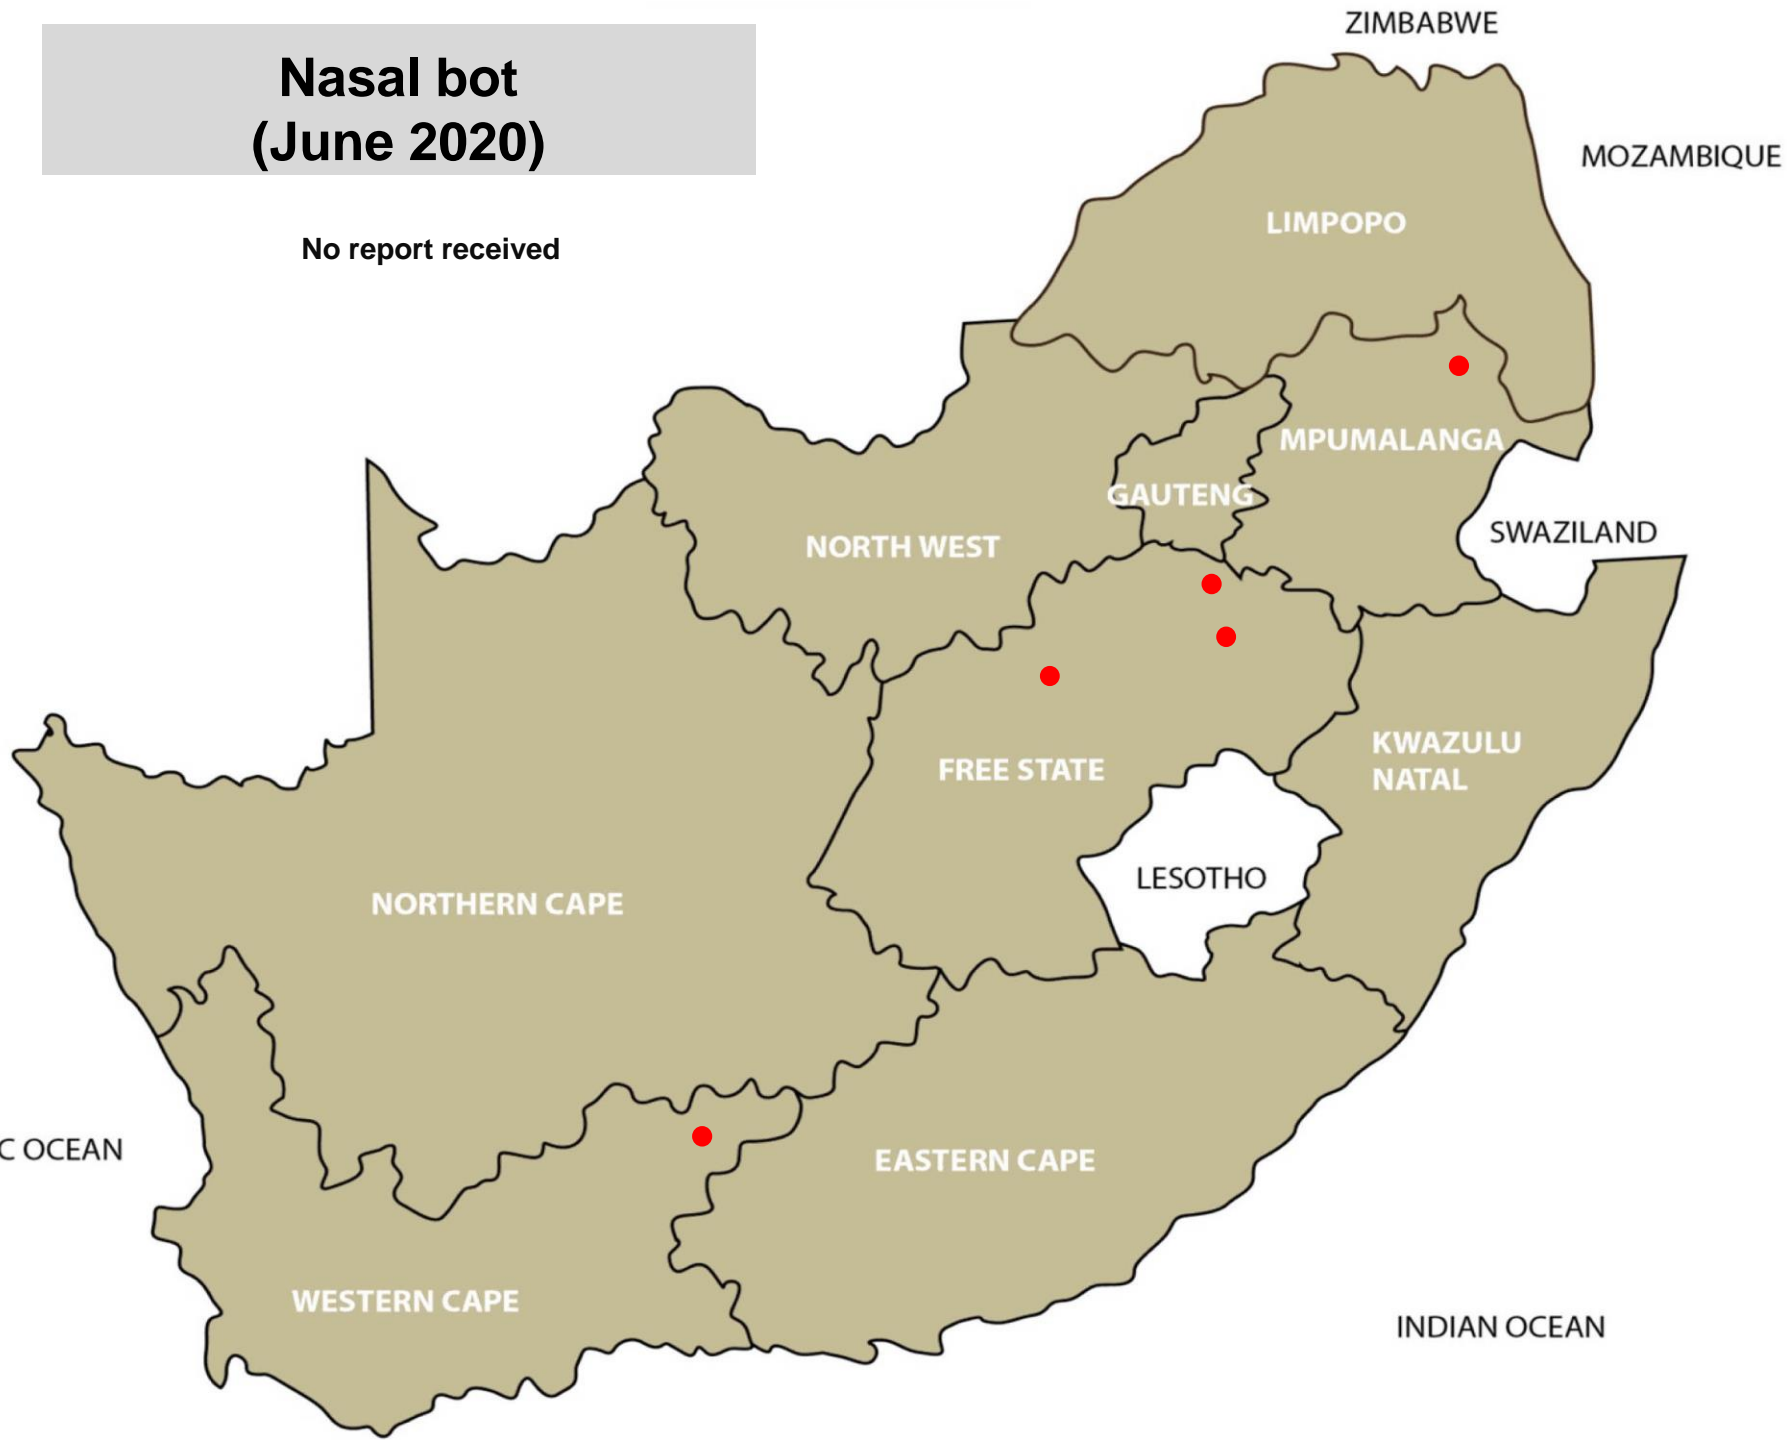 Nasal bot
(June 2020)
No report received
ZIMBABWE
MOZAMBIQUE
LIMPOPO
MPUMALANGA
GAUTENG
NORTH WEST
SWAZILAND
KWAZULU
NATAL
FREE STATE
LESOTHO
NORTHERN CAPE
C OCEAN
EASTERN CAPE
WESTERN CAPE
INDIAN OCEAN